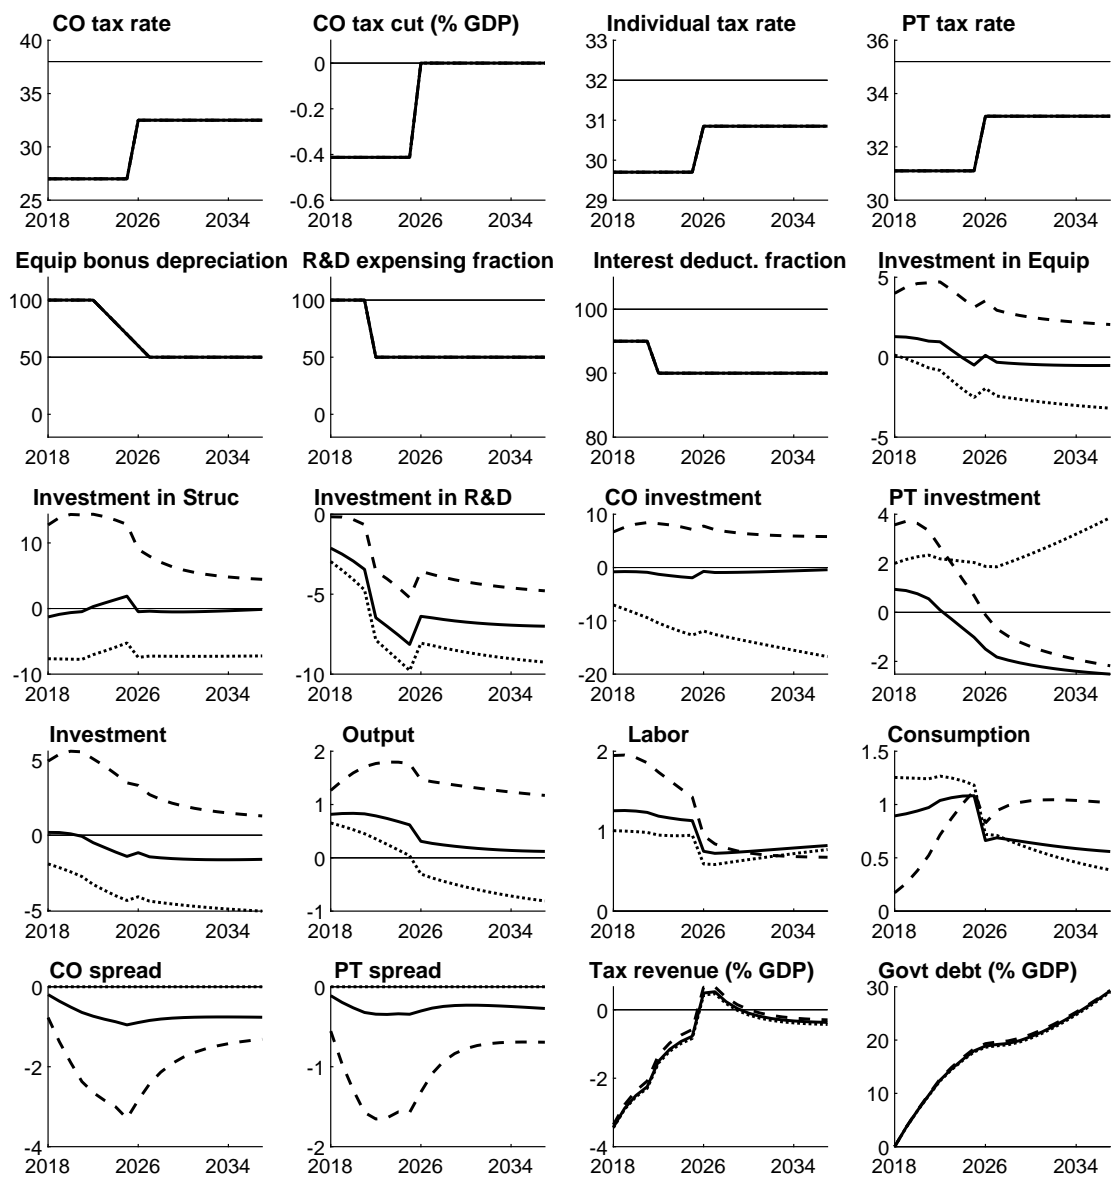 CO tax rate CO tax cut (% GDP) Individual tax rate PT tax rate
40 0 33 36
35 -0.2 32 34
30 -0.4 31 32
25 -0.6 30 30
29
2018 2026 2034 2018 2026 2034 2018 2026 2034 2018 2026 2034
Equip bonus depreciation R&D expensing fraction Interest deduct. fraction Investment in Equip
100 100 100 5
50 50 90 0
0 0 80 -5
2018 2026 2034 2018 2026 2034 2018 2026 2034 2018 2026 2034
Investment in Struc Investment in R&D CO investment PT investment
10 0 10 4
0 -5 0 2
-10 -10 -10 0
-20 -2
2018 2026 2034 2018 2026 2034 2018 2026 2034 2018 2026 2034
Investment Output Labor Consumption
5 2 2 1.5
0 1 1 1
-5 0 0 0.5
-1 0
2018 2026 2034 2018 2026 2034 2018 2026 2034 2018 2026 2034
CO spread PT spread Tax revenue (% GDP) Govt debt (% GDP)
0 0 0 30
-2 -1 -2 20
-4 -2 -4 10
0
2018 2026 2034 2018 2026 2034 2018 2026 2034 2018 2026 2034